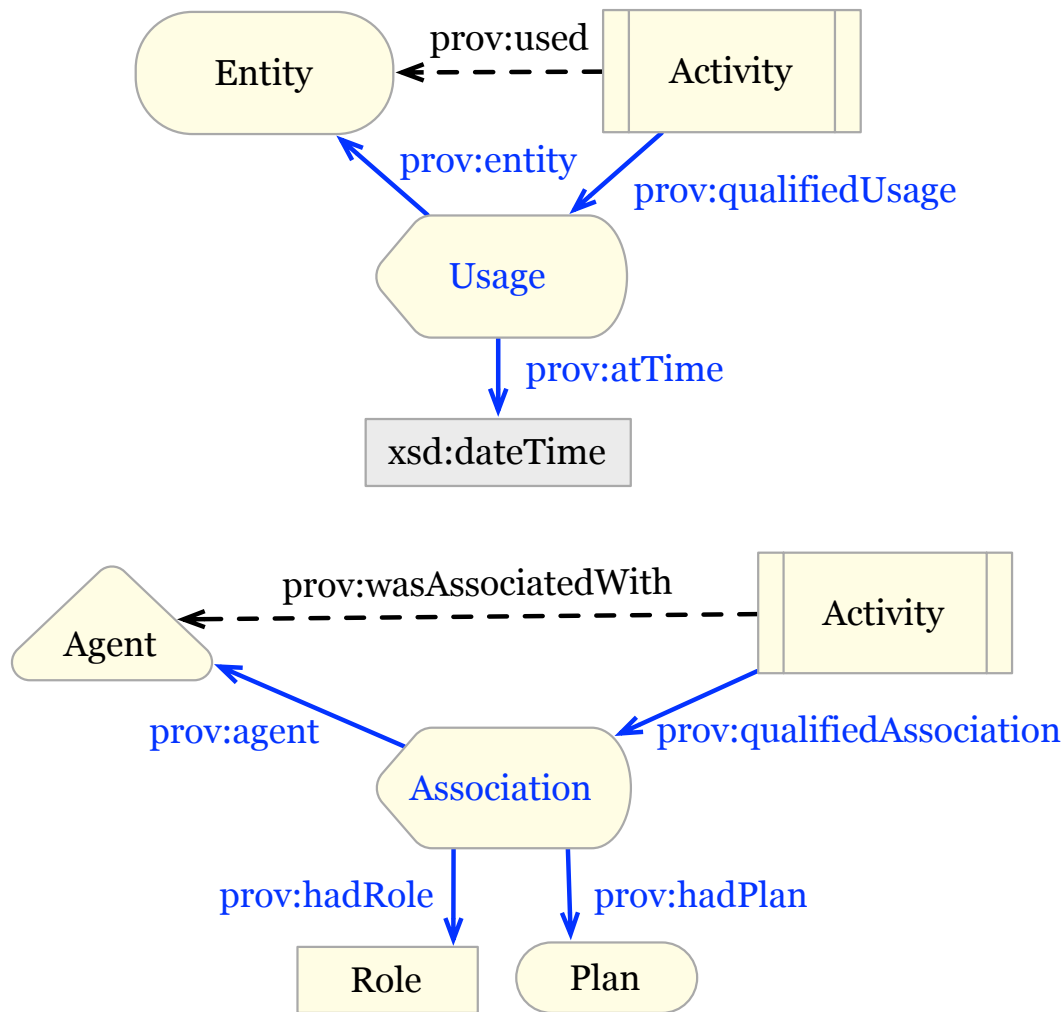 prov:used
Entity
Activity
prov:entity
prov:qualifiedUsage
Usage
prov:atTime
xsd:dateTime
prov:wasAssociatedWith
Activity
Agent
prov:agent
prov:qualifiedAssociation
Association
prov:hadRole
prov:hadPlan
Role
Plan